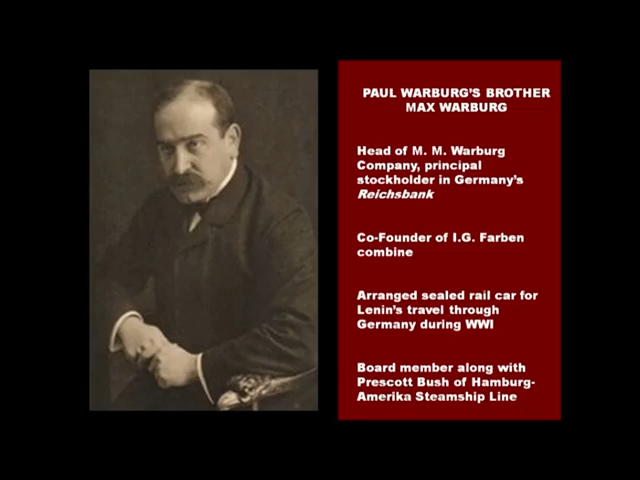 PAUL WARBURG'S BROTHER
MAX WARBURG
Head of M. M. Warburg
Company, principal
stockholder in Germany's
Reichsbank
Co-Founder of I.G. Farben
combine
Arranged sealed rail car for
Lenin's travel through
Germany during WWI
Board member along with
Prescott Bush of Hamburg-
Amerika Steamship Line